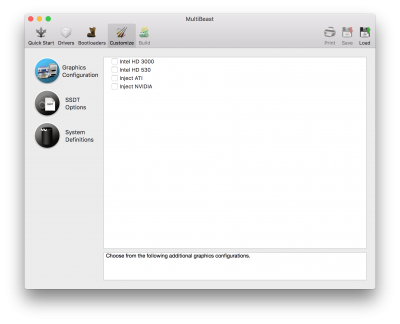 MultiBeast
Quick Start Drivers Bootloaders Customize Build Print Save Load
Graphics
Configuration
SSDT
Options
System
Definitions
Intel HD 3000
Intel HD 530
Inject ATI
Inject NVIDIA
Choose from the following additional graphics configurations.